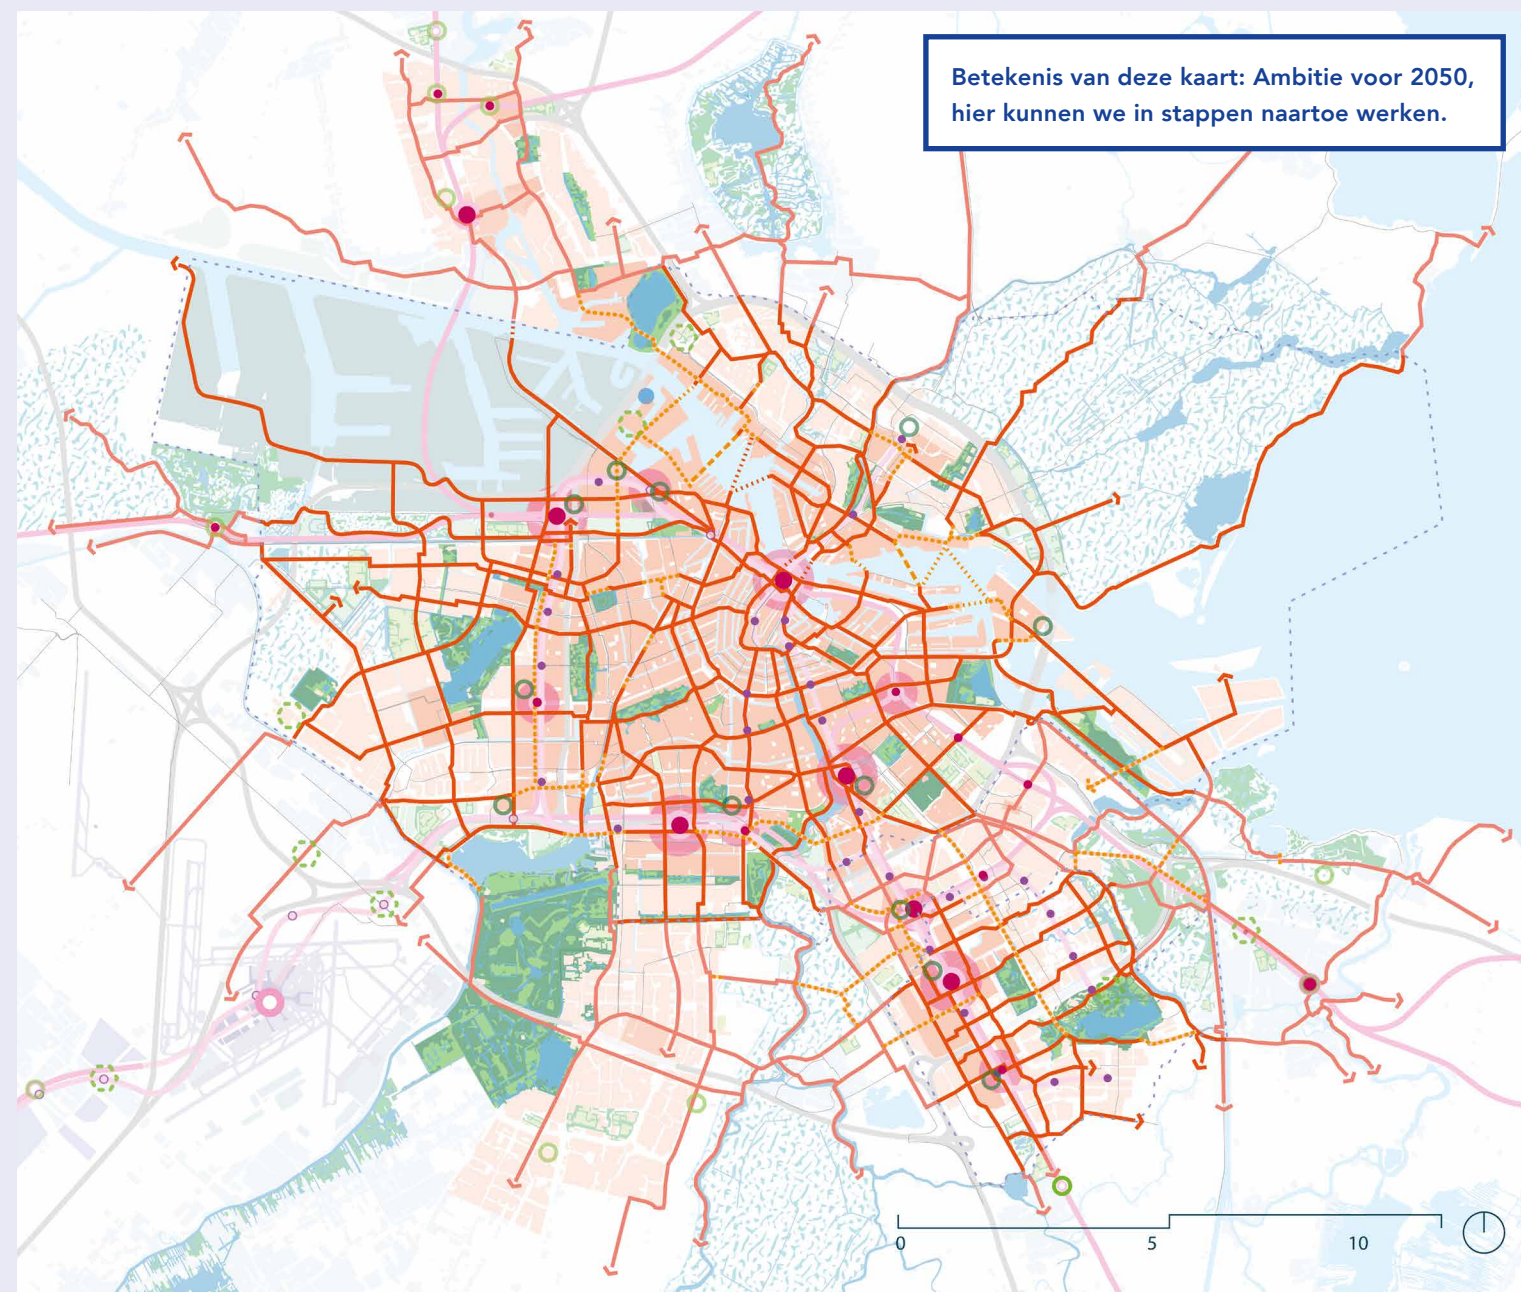 Betekenis van deze kaart: Ambitie voor 2050,
hier kunnen we in stappen naartoe werken.
0 5 10